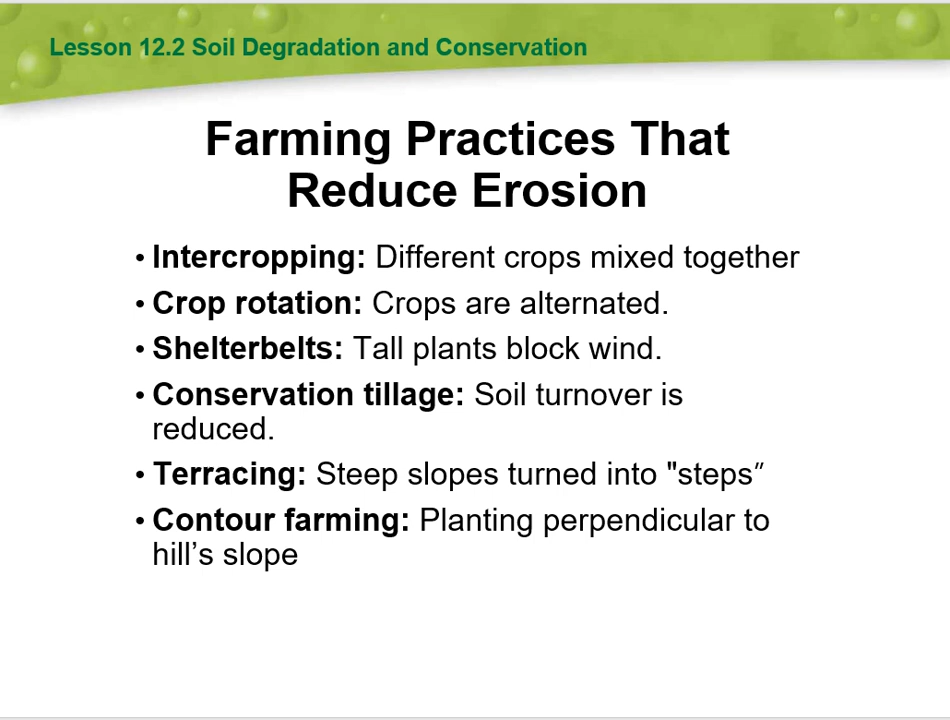 Lesson 12.2 Soil Degradation and Conservation
Farming Practices That
Reduce Erosion
• Intercropping: Different crops mixed together
• Crop rotation: Crops are alternated.
• Shelterbelts: Tall plants block wind.
• Conservation tillage: Soil turnover is
reduced.
• Terracing: Steep slopes turned into "steps”
• Contour farming: Planting perpendicular to
hill’s slope